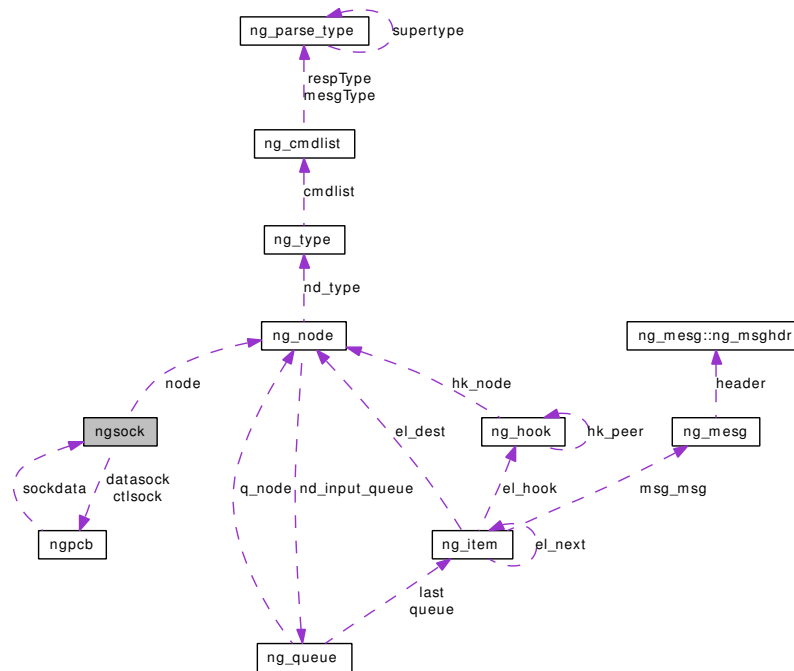 ng_parse_type
supertype
respType
mesgType
ng_cmdlist
cmdlist
ng_type
nd_type
ng_node
ng_mesg::ng_msghdr
node
hk_node
header
ngsock
el_dest
ng_hook
hk_peer
ng_mesg
sockdata
datasock
ctlsock
q_node
nd_input_queue
el_hook
msg_msg
ngpcb
ng_item
el_next
last
queue
ng_queue